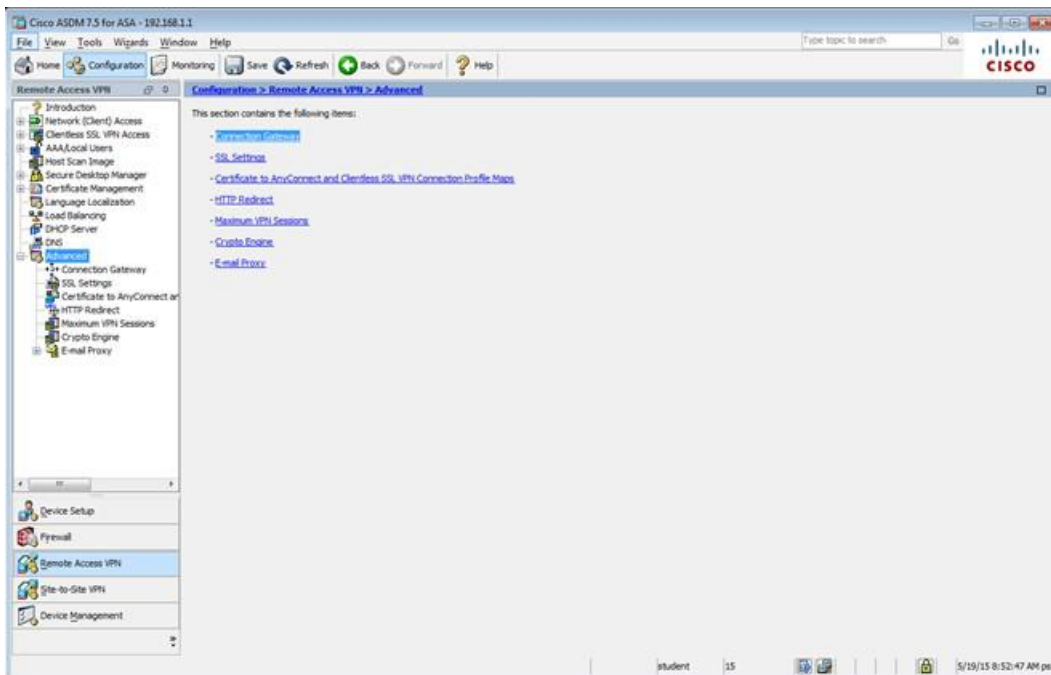 Cisco ASDM 7.5 for ASA - 192.168.1.1
File View Tools Wizards Window Help
Type topic to search Go
Home Configuration Monitoring Save Refresh Back Forward Help
CISCO
Remote Access VPN
Configuration > Remote Access VPN > Advanced
Introduction
Network (Client) Access
Clientless SSL VPN Access
AAA/Local Users
Host Scan Image
Secure Desktop Manager
Certificate Management
Language Localization
Load Balancing
DHCP Server
DNS
Advanced
Connection Gateway
SSL Settings
Certificate to AnyConnect an
HTTP Redirect
Maximum VPN Sessions
Crypto Engine
E-mail Proxy
This section contains the following items:
- Connection Gateway
- SSL Settings
- Certificate to AnyConnect and Clientless SSL VPN Connection Profile Maps
- HTTP Redirect
- Maximum VPN Sessions
- Crypto Engine
- E-mail Proxy
Device Setup
Firewall
Remote Access VPN
Site-to-Site VPN
Device Management
student 15 5/19/15 8:52:47 AM ps